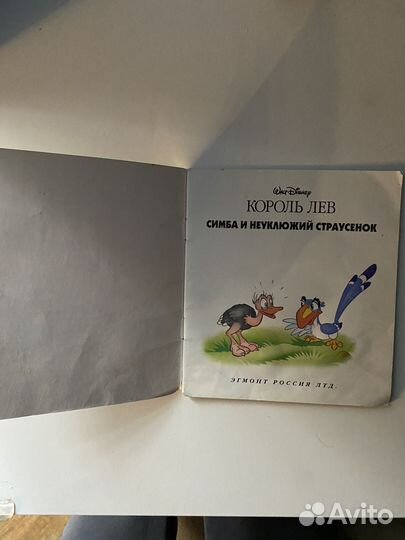 Walt Disney
КОРОЛЬ ЛЕВ
СИМБА И НЕУКЛЮЖИЙ СТРАУСЕНОК
ЭГМОНТ РОССИЯ ЛТД.
Avito